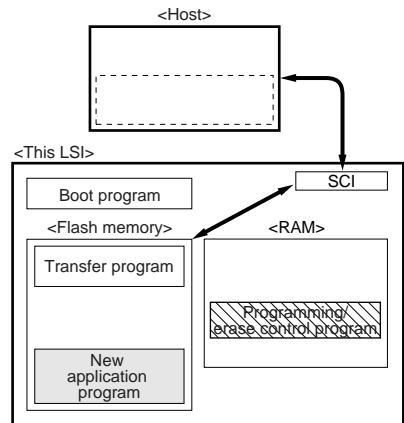 <Host>
<This LSI>
SCI
Boot program
<Flash memory>
<RAM>
Transfer program
Programming/
erase control program
New
application
program